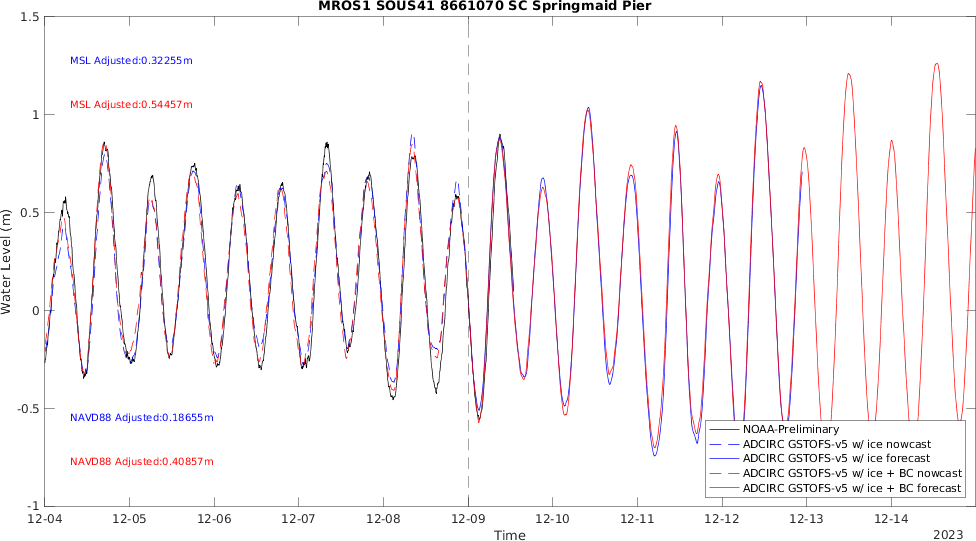 MROS1 SOUS41 8661070 SC Springmaid Pier
1.5
1
0.5
0
-0.5
-1
Water Level (m)
MSL Adjusted:0.32255m
MSL Adjusted:0.54457m
NAVD88 Adjusted:0.18655m
NAVD88 Adjusted:0.40857m
NOAA-Preliminary
ADCIRC GSTOFS-v5 w/ ice nowcast
ADCIRC GSTOFS-v5 w/ ice forecast
ADCIRC GSTOFS-v5 w/ ice + BC nowcast
ADCIRC GSTOFS-v5 w/ ice + BC forecast
12-04 12-05 12-06 12-07 12-08 12-09 12-10 12-11 12-12 12-13 12-14
Time
2023